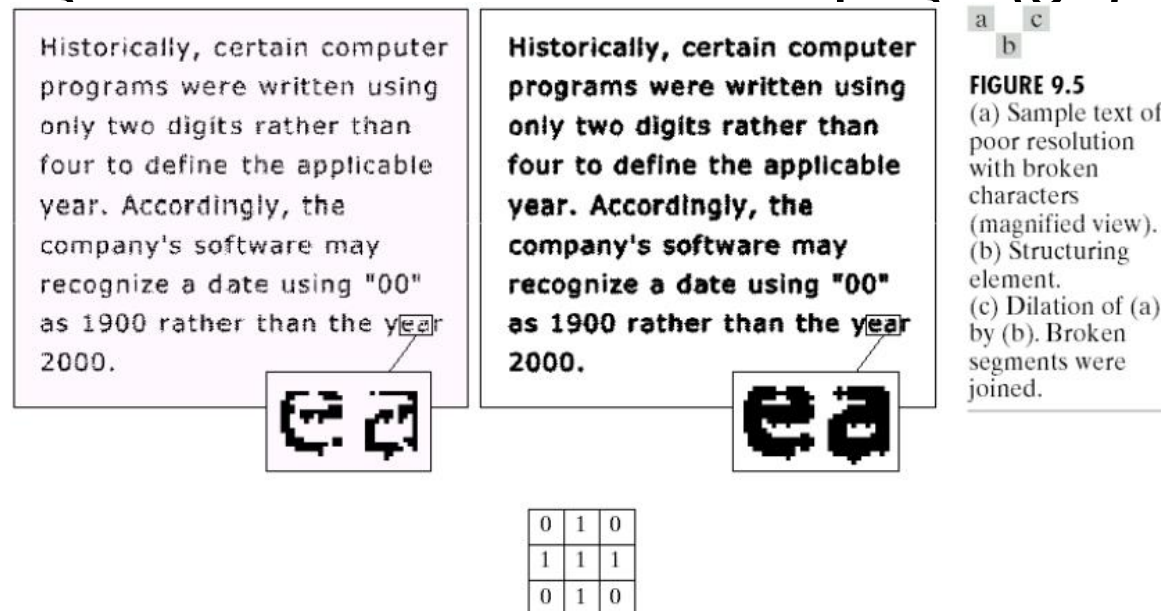 Historically, certain computer
programs were written using
only two digits rather than
four to define the applicable
year. Accordingly, the
company's software may
recognize a date using "00"
as 1900 rather than the year
2000.
e a
Historically, certain computer
programs were written using
only two digits rather than
four to define the applicable
year. Accordingly, the
company's software may
recognize a date using "00"
as 1900 rather than the year
2000.
e a
a c
b
FIGURE 9.5
(a) Sample text of
poor resolution
with broken
characters
(magnified view).
(b) Structuring
element.
(c) Dilation of (a)
by (b). Broken
segments were
joined.
0 1 0
1 1 1
0 1 0